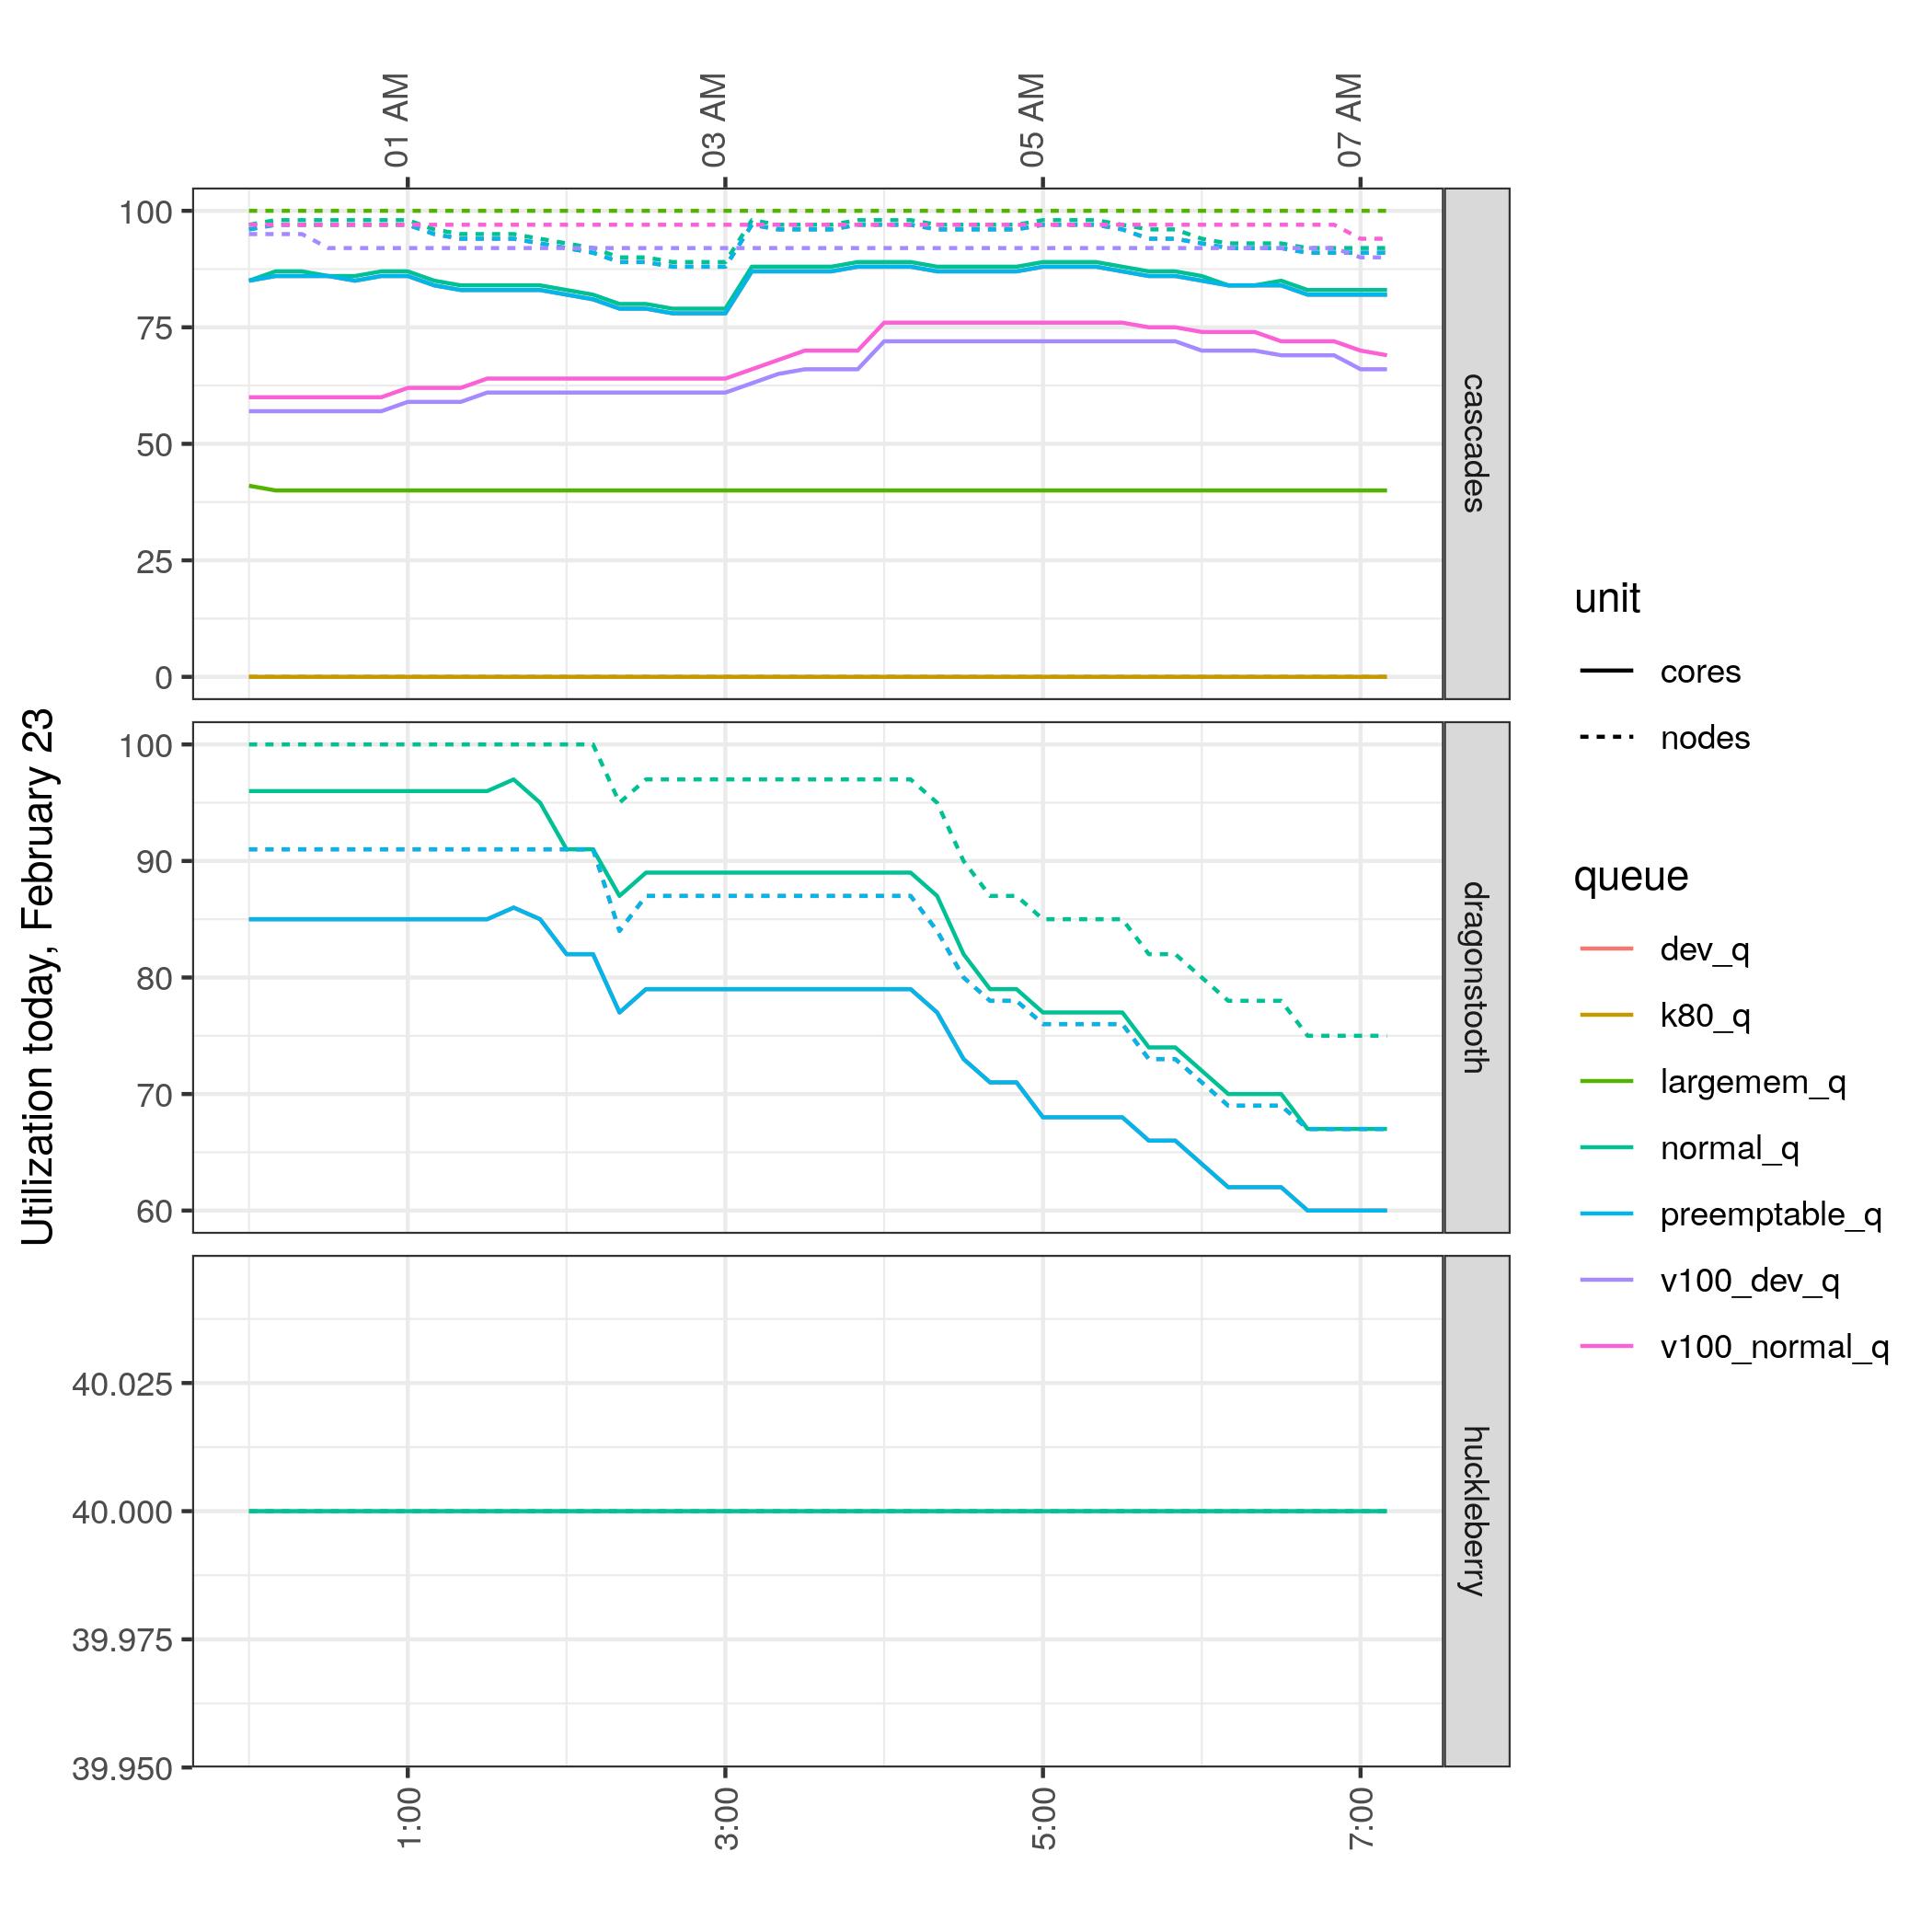 01 AM
03 AM
05 AM
07 AM
Utilization today, February 23
100
75
50
25
0
cascades
100
90
80
70
60
dragonstooth
40.025
40.000
39.975
39.950
huckleberry
1:00
3:00
5:00
7:00
unit
cores
nodes
queue
dev_q
k80_q
largemem_q
normal_q
preemptable_q
v100_dev_q
v100_normal_q